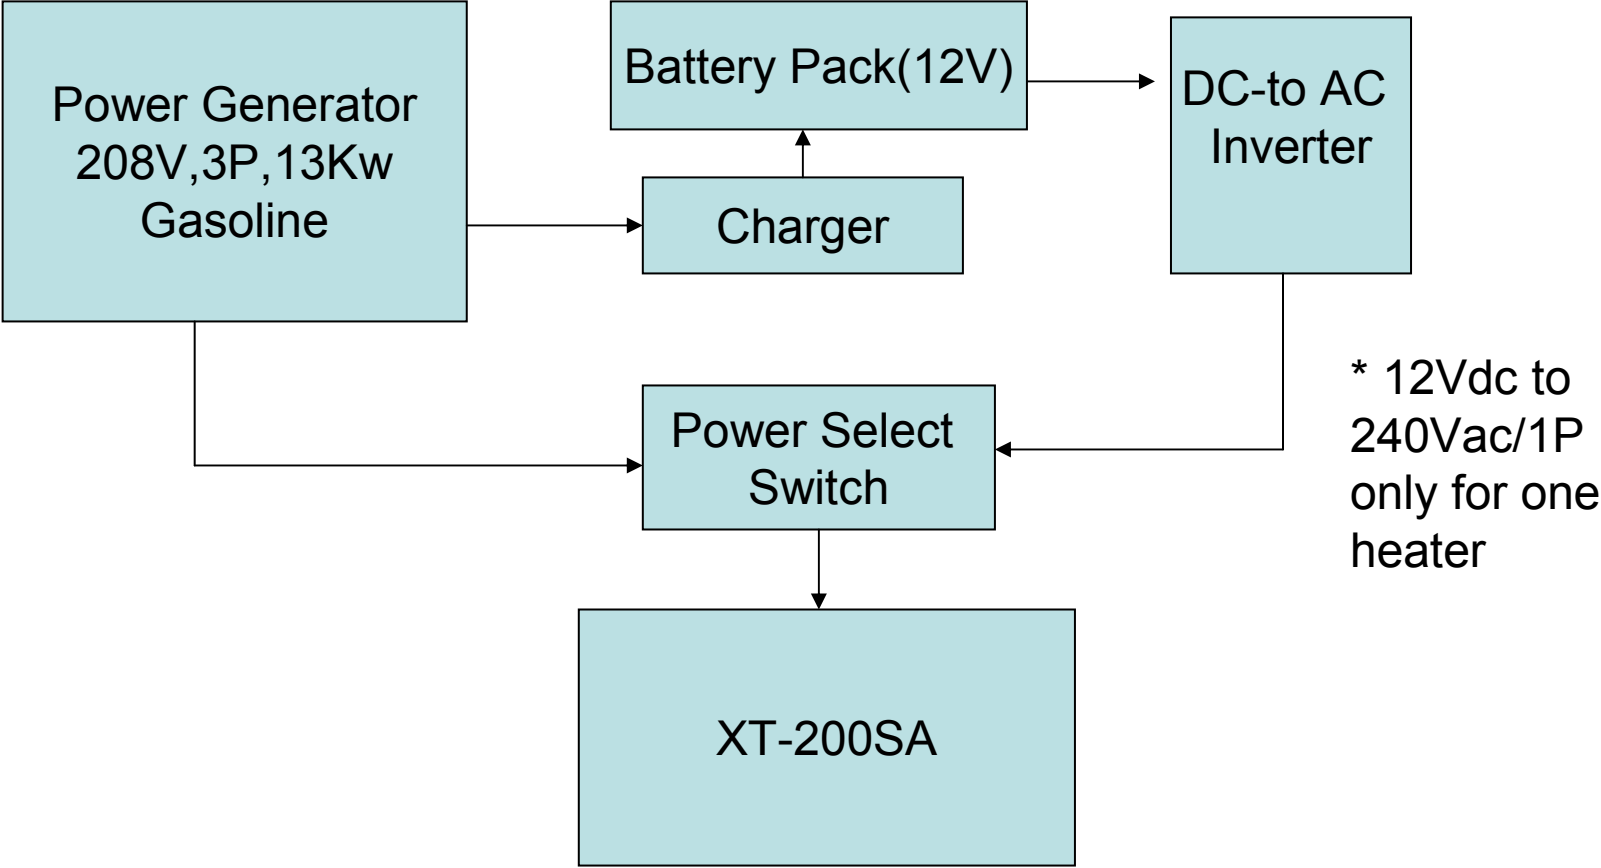 Power Generator
208V,3P,13Kw
Gasoline
Battery Pack(12V)
Charger
DC-to AC
Inverter
* 12Vdc to
240Vac/1P
only for one
heater
Power Select
Switch
XT-200SA